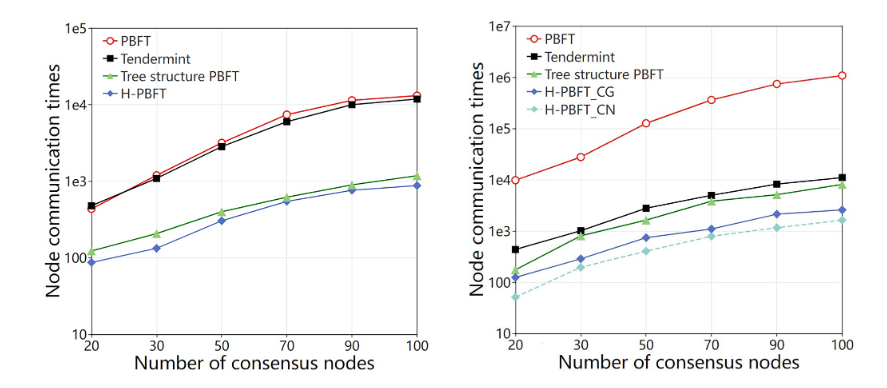 Node communication times
1e5
1e4
1e3
100
10
PBFT
Tendermint
Tree structure PBFT
H-PBFT
20 30 50 70 90 100
Number of consensus nodes
Node communication times
1e7
1e6
1e5
1e4
1e3
100
10
PBFT
Tendermint
Tree structure PBFT
H-PBFT_CG
H-PBFT_CN
20 30 50 70 90 100
Number of consensus nodes